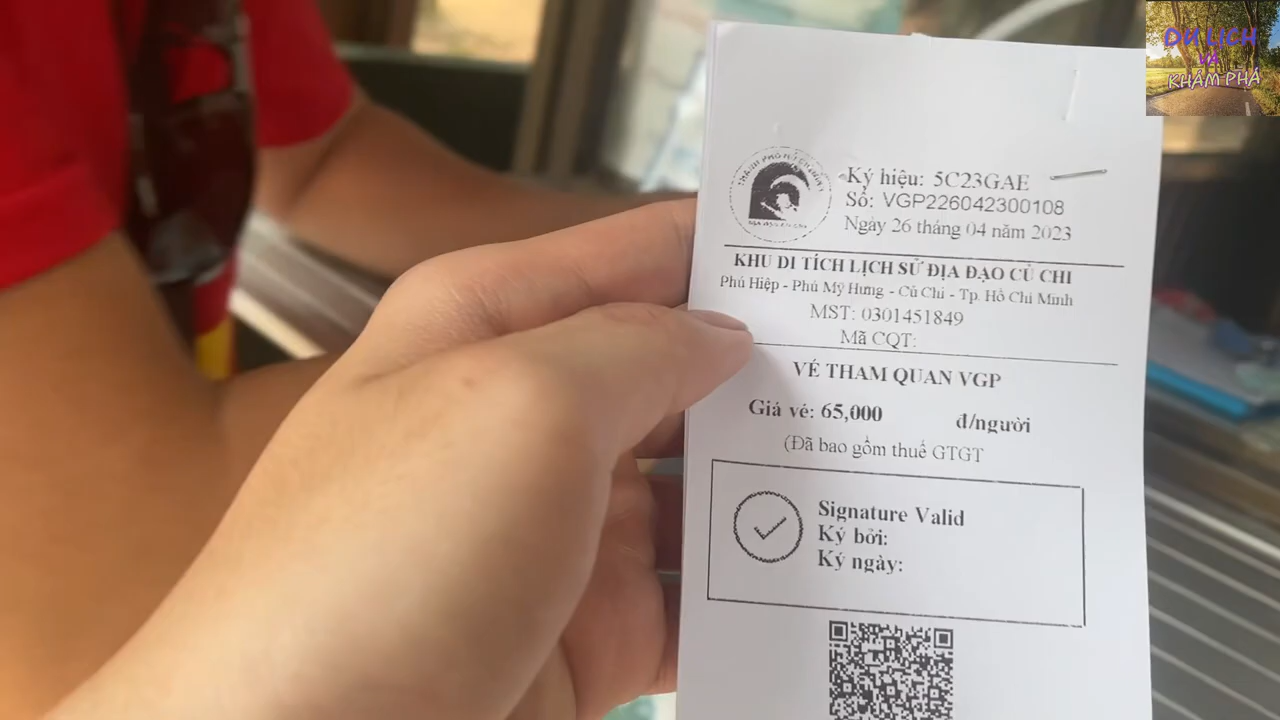 DU LỊCH
VÀ
KHÁM PHÁ
Ký hiệu: 5C23GAE
Số: VGP226042300108
Ngày 26 tháng 04 năm 2023
KHU DI TÍCH LỊCH SỬ ĐỊA ĐẠO CỦ CHI
Phú Hiệp - Phú Mỹ Hưng - Củ Chi - Tp. Hồ Chí Minh
MST: 0301451849
Mã CQT:
VÉ THAM QUAN VGP
Giá vé: 65,000 đ/người
(Đã bao gồm thuế GTGT
Signature Valid
Ký bởi:
Ký ngày: